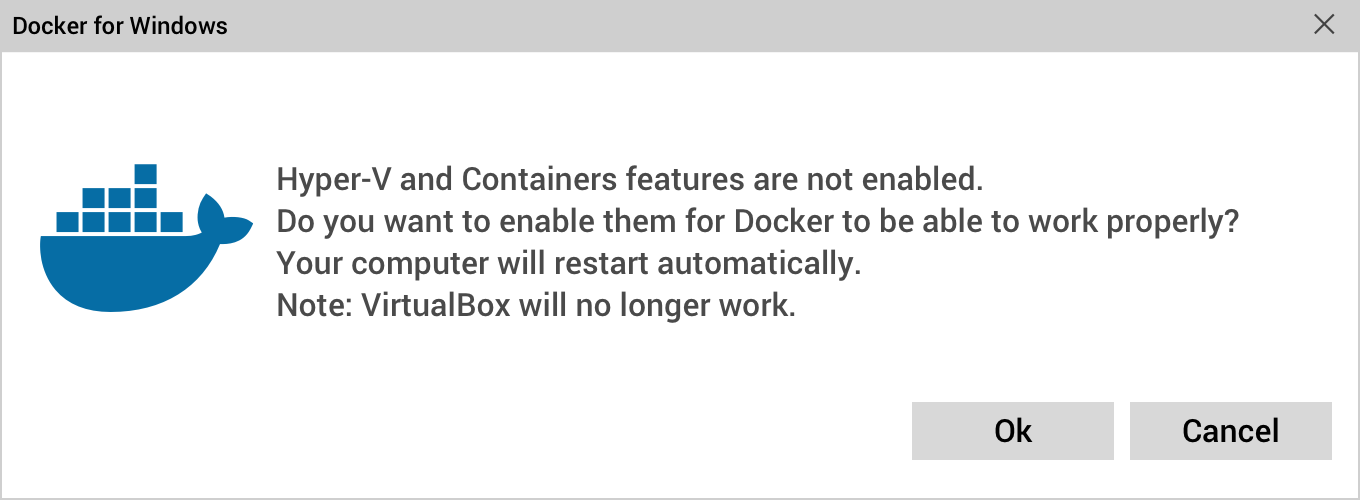 Docker for Windows
Hyper-V and Containers features are not enabled.
Do you want to enable them for Docker to be able to work properly?
Your computer will restart automatically.
Note: VirtualBox will no longer work.
Ok
Cancel